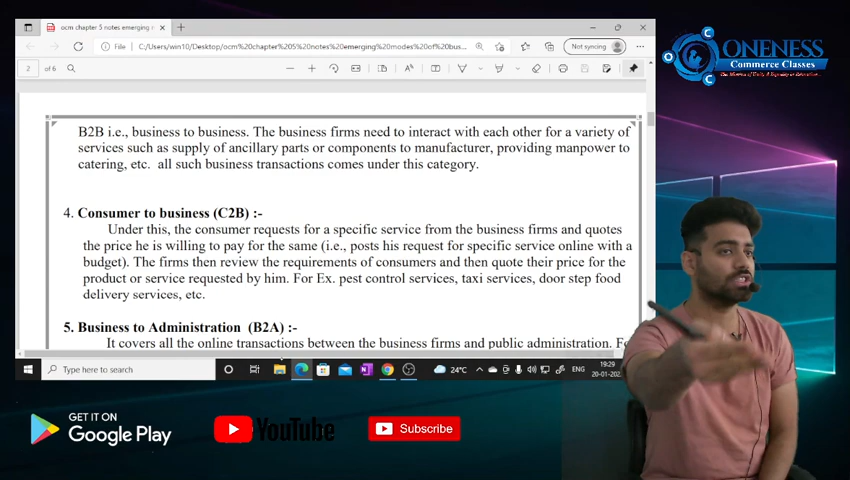 ocm chapter 5 notes emerging m
File
C:/Users/win10/Desktop/ocm%20chapter%205%20notes%20emerging%20modes%20of%20bus...
Not syncing
2 of 6
ONENESS
Commerce Classes
B2B i.e., business to business. The business firms need to interact with each other for a variety of
services such as supply of ancillary parts or components to manufacturer, providing manpower to
catering, etc. all such business transactions comes under this category.
4. Consumer to business (C2B) :-
Under this, the consumer requests for a specific service from the business firms and quotes
the price he is willing to pay for the same (i.e., posts his request for specific service online with a
budget). The firms then review the requirements of consumers and then quote their price for the
product or service requested by him. For Ex. pest control services, taxi services, door step food
delivery services, etc.
5. Business to Administration (B2A) :-
It covers all the online transactions between the business firms and public administration. Fo
Type here to search
24°C
ENG
19:29
20-01-202
GET IT ON
Google Play
YouTube
Subscribe